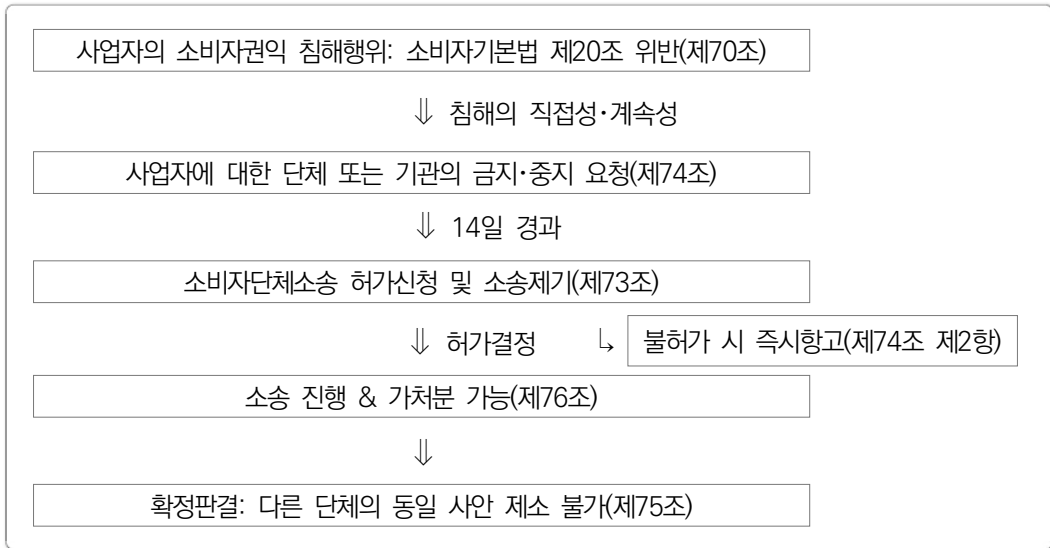 사업자의 소비자권익 침해행위: 소비자기본법 제20조 위반(제70조)
⇓ 침해의 직접성·계속성
사업자에 대한 단체 또는 기관의 금지·중지 요청(제74조)
⇓ 14일 경과
소비자단체소송 허가신청 및 소송제기(제73조)
⇓ 허가결정 ↳ 불허가 시 즉시항고(제74조 제2항)
소송 진행 & 가처분 가능(제76조)
⇓
확정판결: 다른 단체의 동일 사안 제소 불가(제75조)